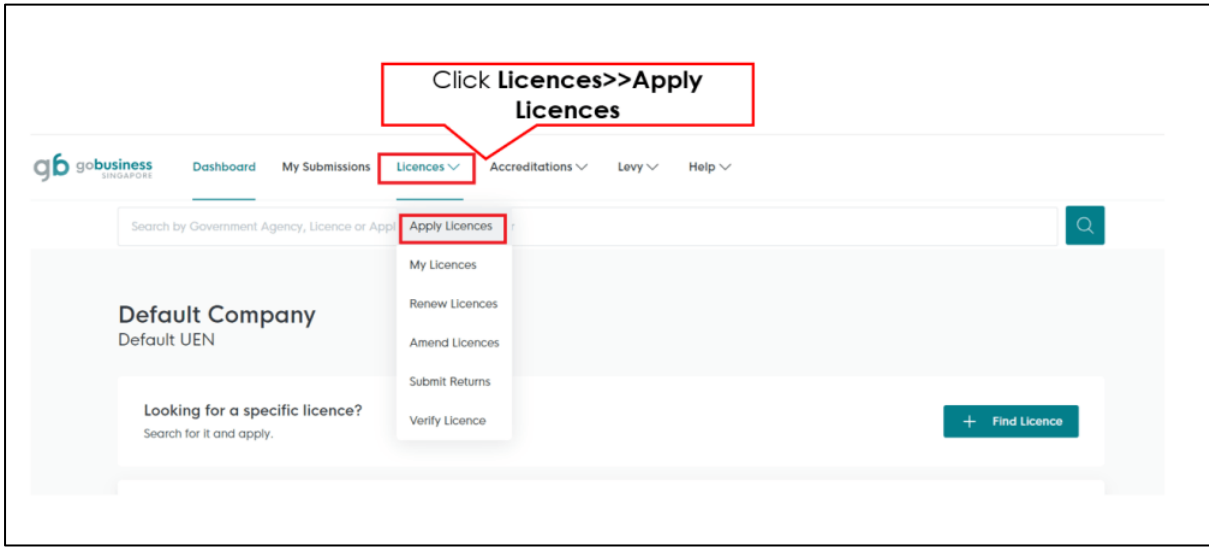 Click Licences>>Apply
Licences
gb gobusiness
SINGAPORE
Dashboard My Submissions Licences Accreditations Levy Help
Search by Government Agency, Licence or Appl
Apply Licences
My Licences
Renew Licences
Amend Licences
Submit Returns
Verify Licence
Default Company
Default UEN
Looking for a specific licence?
Search for it and apply.
+ Find Licence